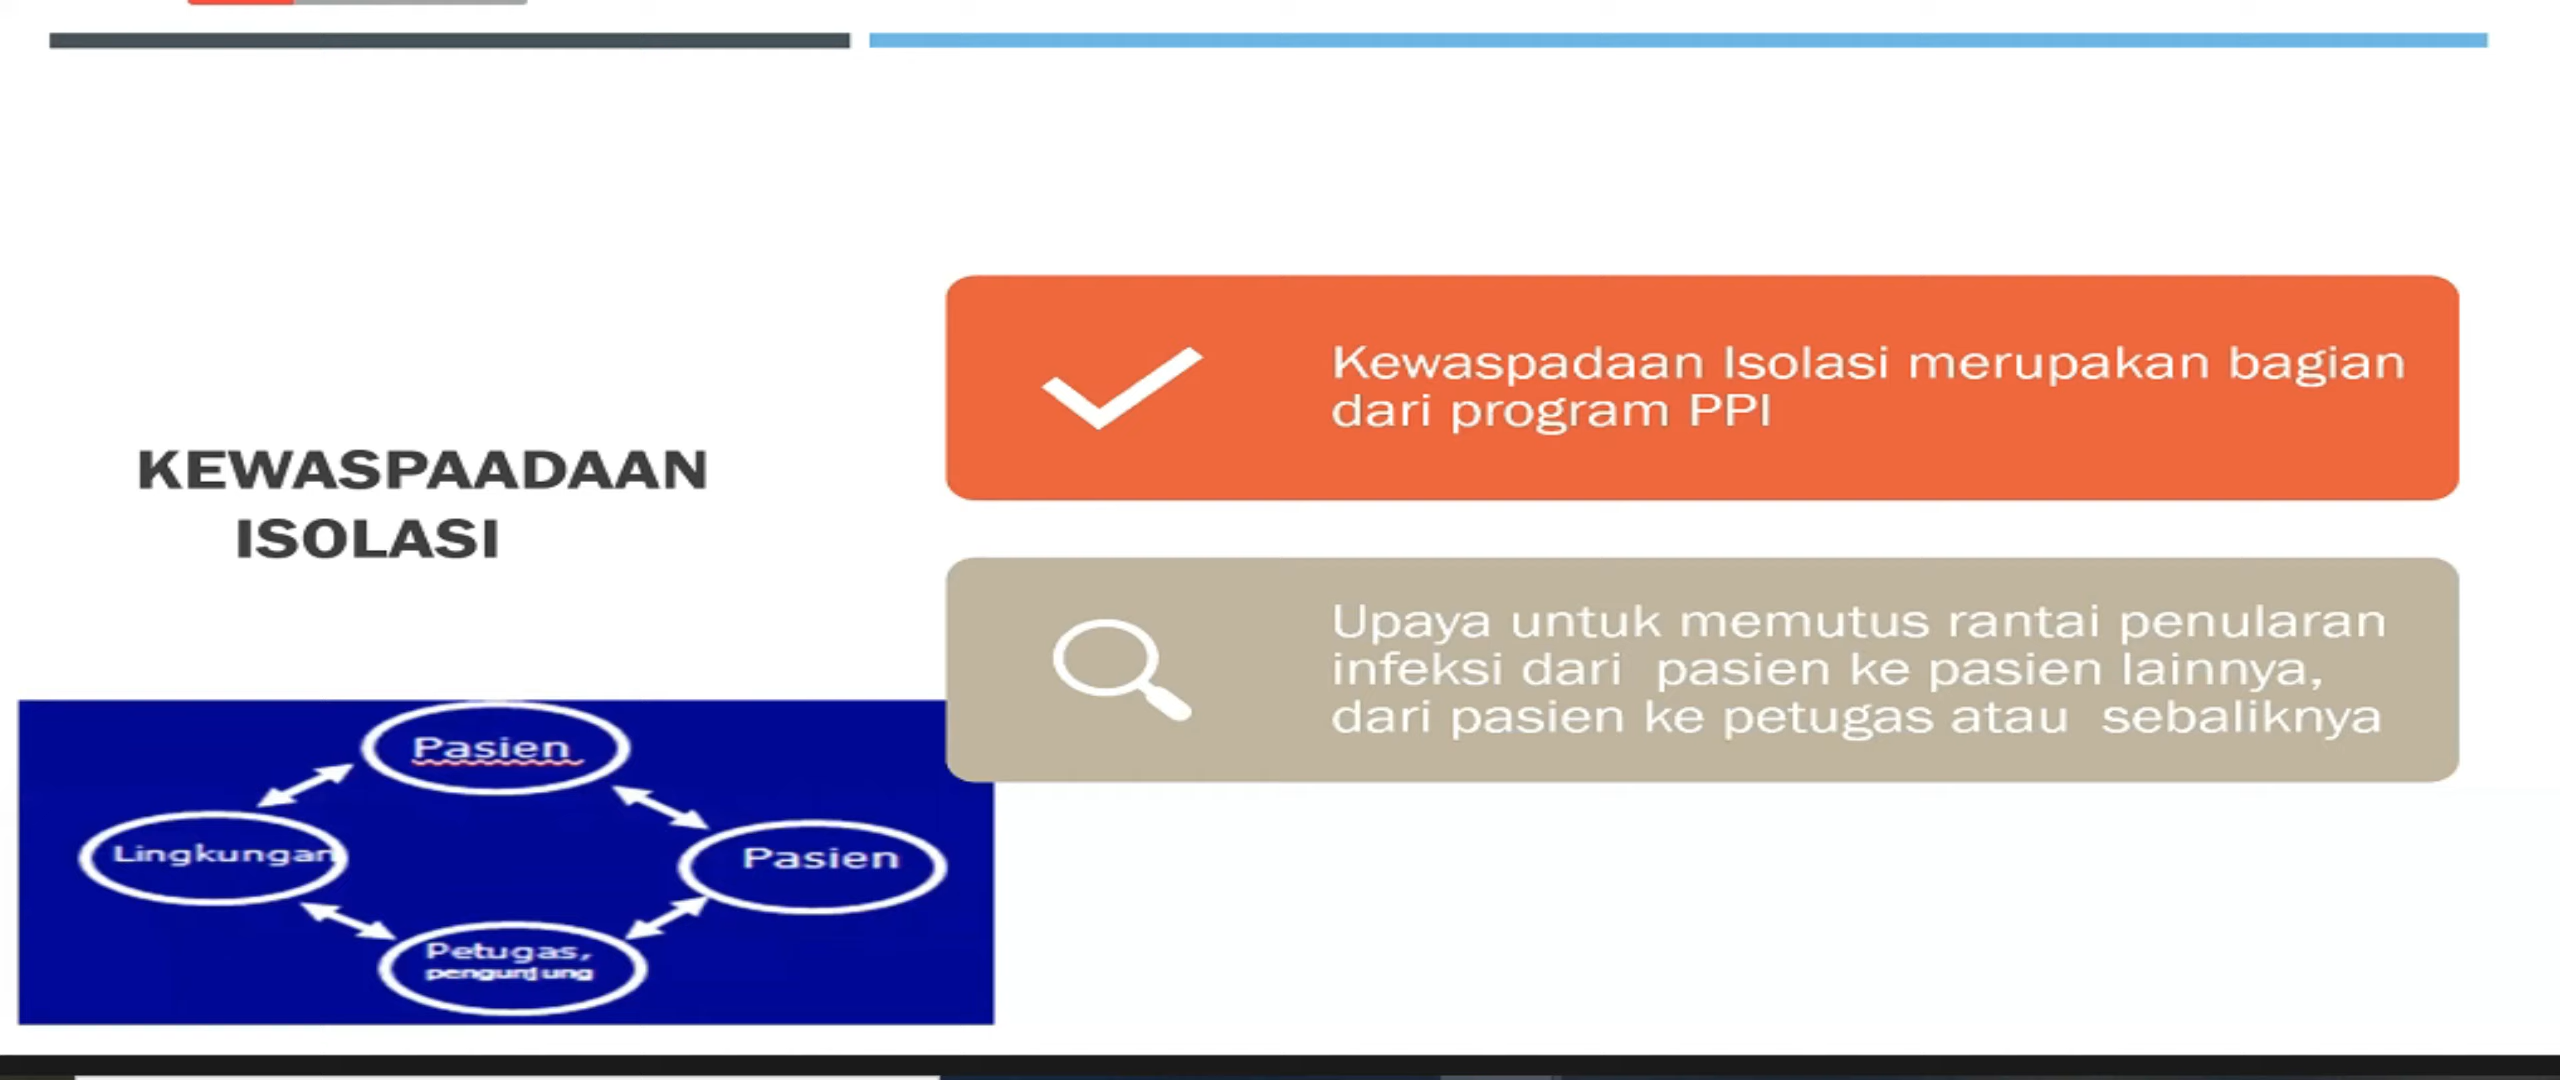 KEWASPAADAAN
ISOLASI
Kewaspadaan Isolasi merupakan bagian
dari program PPI
Upaya untuk memutus rantai penularan
infeksi dari pasien ke pasien lainnya,
dari pasien ke petugas atau sebaliknya
Pasien
Lingkungan
Pasien
Petugas,
pengunjung